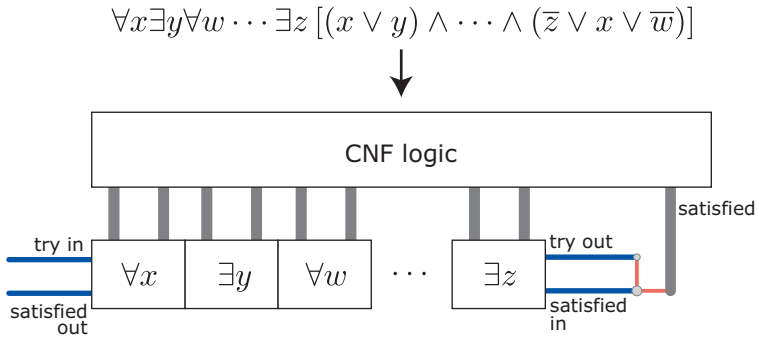 ∀x∃y∀w ⋯ ∃z [(x ∨ y) ∧ ⋯ ∧ (z̅ ∨ x ∨ w̅)]
CNF logic
satisfied
try in
∀x ∃y ∀w ⋯ ∃z
try out
satisfied
out
satisfied
in